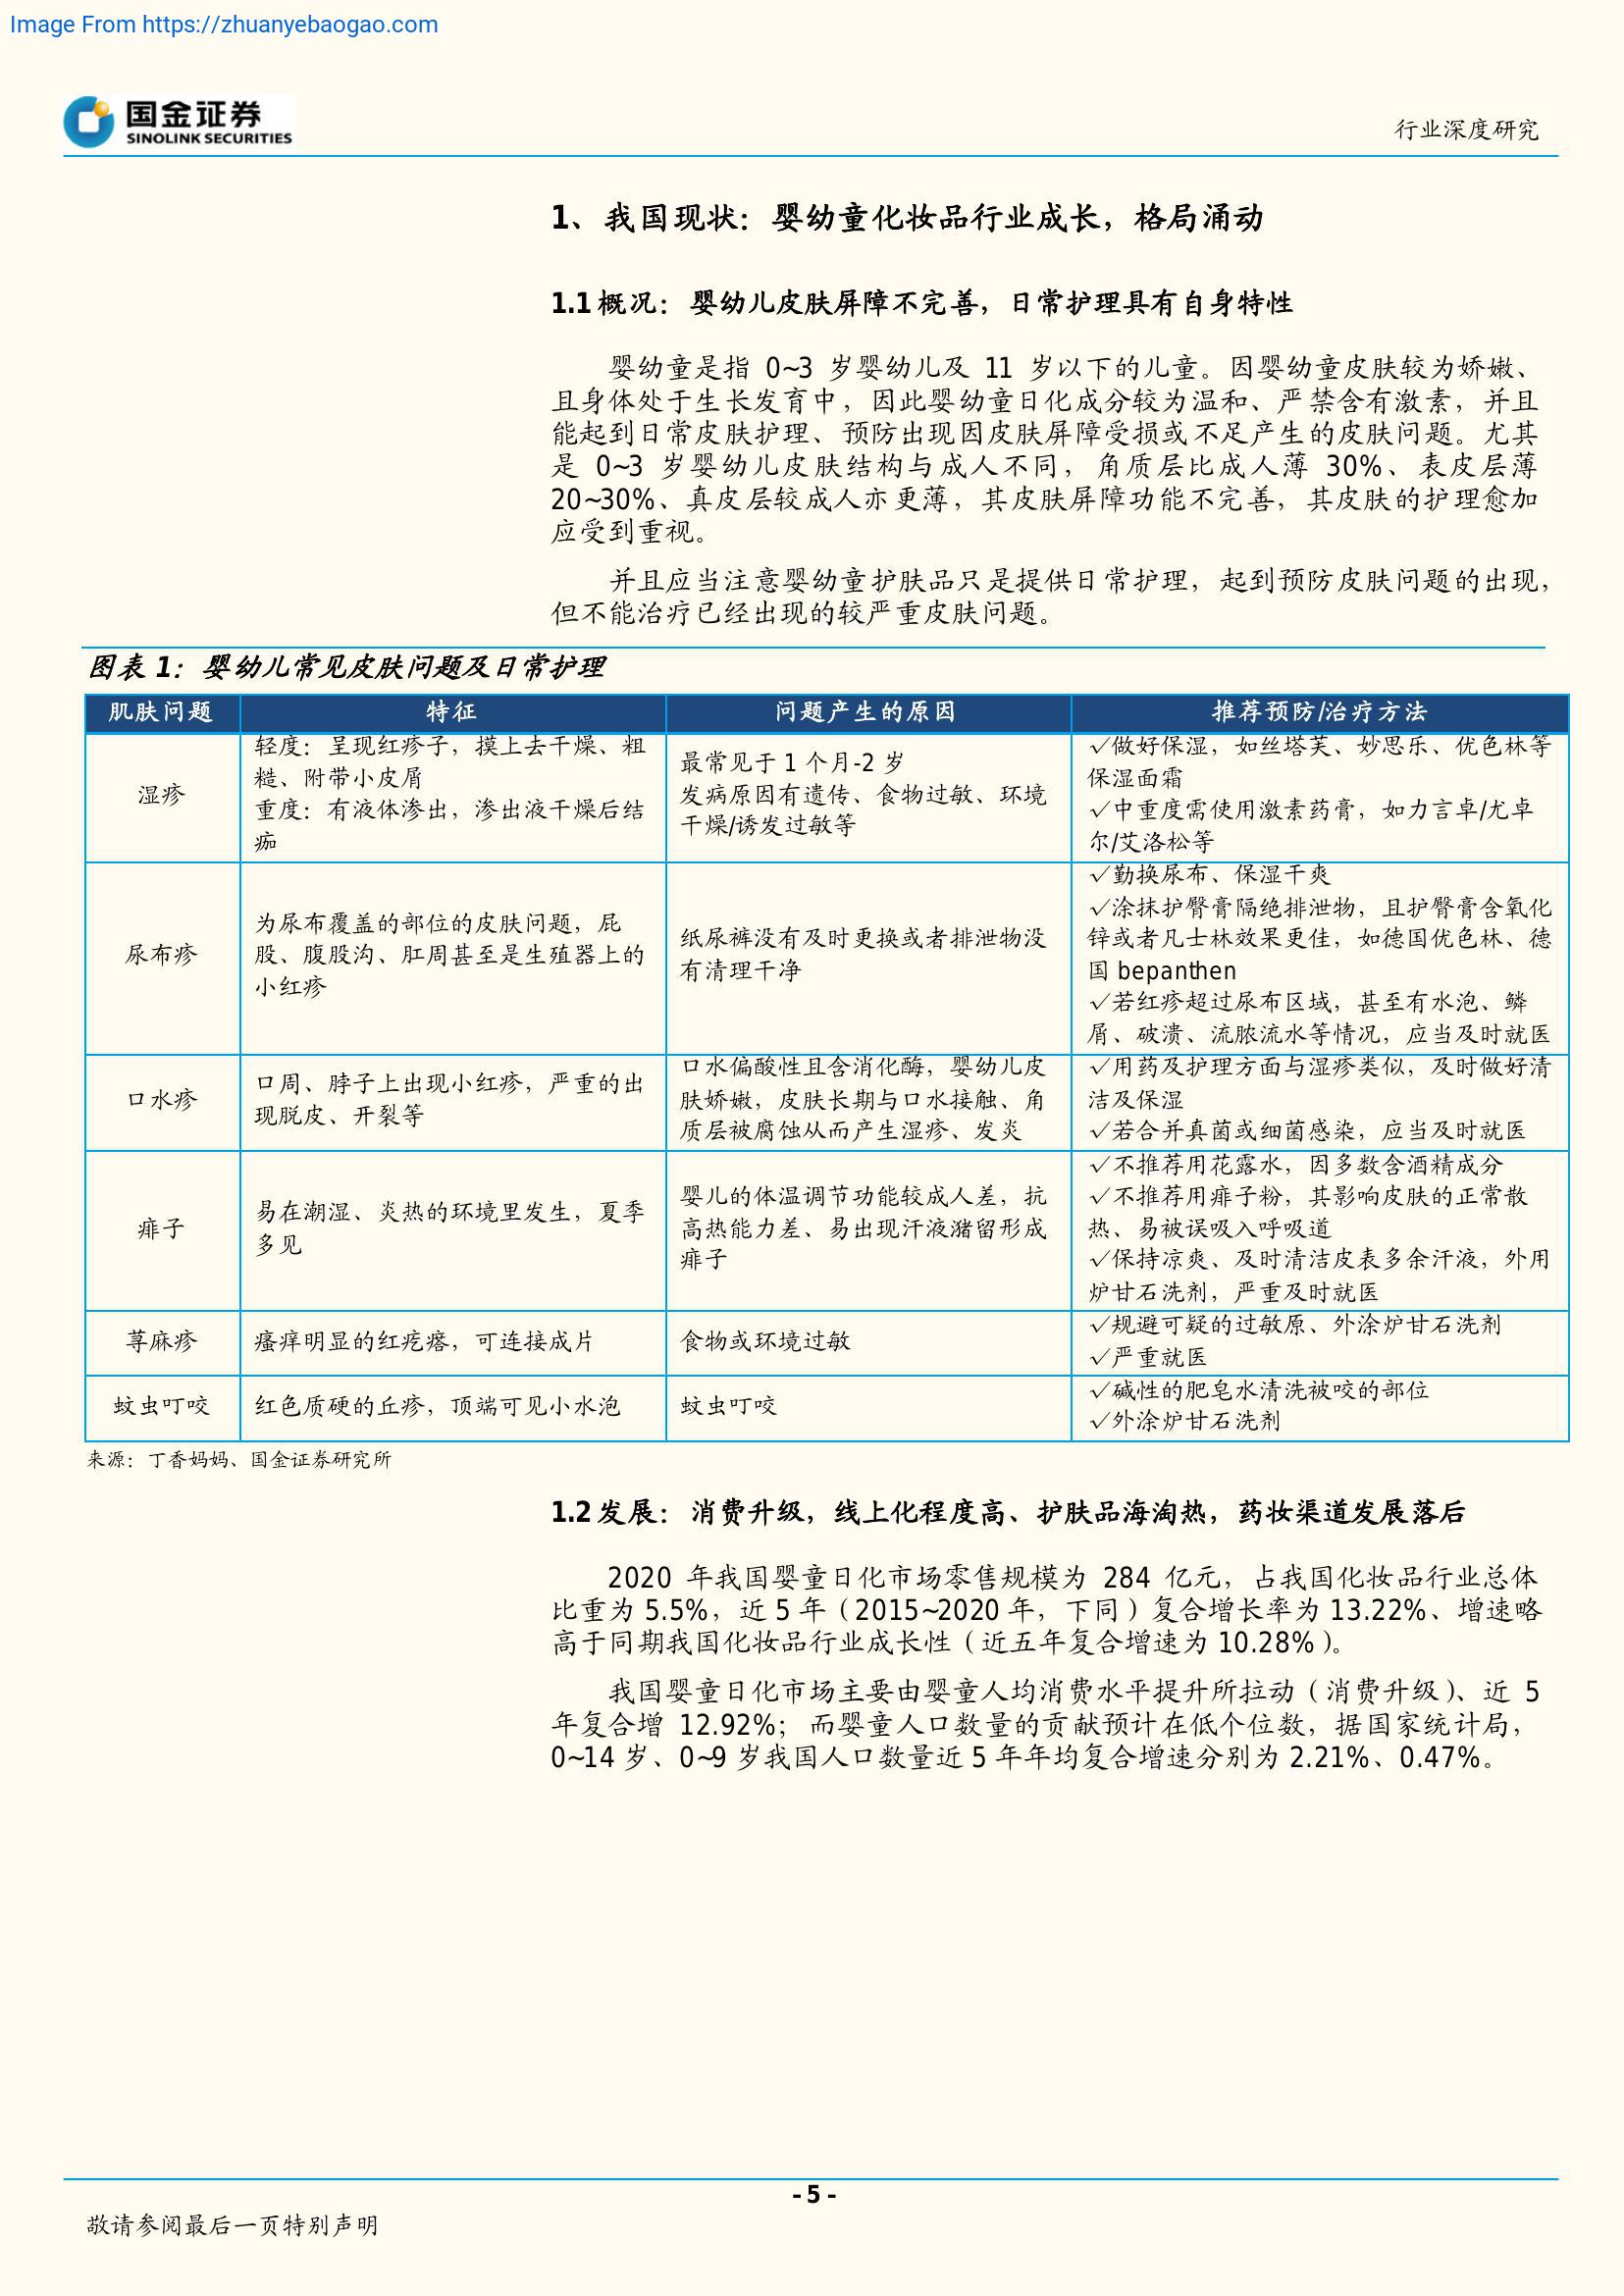 Image From https://zhuanyebaogao.com
国金证券
SINOLINK SECURITIES
行业深度研究
1、我国现状：婴幼童化妆品行业成长，格局涌动
1.1 概况：婴幼儿皮肤屏障不完善，日常护理具有自身特性
婴幼童是指 0~3 岁婴幼儿及 11 岁以下的儿童。因婴幼童皮肤较为娇嫩、
且身体处于生长发育中，因此婴幼童日化成分较为温和、严禁含有激素，并且
能起到日常皮肤护理、预防出现因皮肤屏障受损或不足产生的皮肤问题。尤其
是 0~3 岁婴幼儿皮肤结构与成人不同，角质层比成人薄 30%、表皮层薄
20~30%、真皮层较成人亦更薄，其皮肤屏障功能不完善，其皮肤的护理愈加
应受到重视。
并且应当注意婴幼童护肤品只是提供日常护理，起到预防皮肤问题的出现，
但不能治疗已经出现的较严重皮肤问题。
图表 1：婴幼儿常见皮肤问题及日常护理
肌肤问题 特征 问题产生的原因 推荐预防/治疗方法
湿疹
轻度：呈现红疹子，摸上去干燥、粗
糙、附带小皮屑
重度：有液体渗出，渗出液干燥后结
痂
最常见于 1 个月-2 岁
发病原因有遗传、食物过敏、环境
干燥/诱发过敏等
✓做好保湿，如丝塔芙、妙思乐、优色林等
保湿面霜
✓中重度需使用激素药膏，如力言卓/尤卓
尔/艾洛松等
尿布疹
为尿布覆盖的部位的皮肤问题，屁
股、腹股沟、肛周甚至是生殖器上的
小红疹
纸尿裤没有及时更换或者排泄物没
有清理干净
✓勤换尿布、保湿干爽
✓涂抹护臀膏隔绝排泄物，且护臀膏含氧化
锌或者凡士林效果更佳，如德国优色林、德
国 bepanthen
✓若红疹超过尿布区域，甚至有水泡、鳞
屑、破溃、流脓流水等情况，应当及时就医
口水疹
口周、脖子上出现小红疹，严重的出
现脱皮、开裂等
口水偏酸性且含消化酶，婴幼儿皮
肤娇嫩，皮肤长期与口水接触、角
质层被腐蚀从而产生湿疹、发炎
✓用药及护理方面与湿疹类似，及时做好清
洁及保湿
✓若合并真菌或细菌感染，应当及时就医
痱子
易在潮湿、炎热的环境里发生，夏季
多见
婴儿的体温调节功能较成人差，抗
高热能力差、易出现汗液潴留形成
痱子
✓不推荐用花露水，因多数含酒精成分
✓不推荐用痱子粉，其影响皮肤的正常散
热、易被误吸入呼吸道
✓保持凉爽、及时清洁皮表多余汗液，外用
炉甘石洗剂，严重及时就医
荨麻疹
瘙痒明显的红疙瘩，可连接成片
食物或环境过敏
✓规避可疑的过敏原、外涂炉甘石洗剂
✓严重就医
蚊虫叮咬
红色质硬的丘疹，顶端可见小水泡
蚊虫叮咬
✓碱性的肥皂水清洗被咬的部位
✓外涂炉甘石洗剂
来源：丁香妈妈、国金证券研究所
1.2 发展：消费升级，线上化程度高、护肤品海淘热，药妆渠道发展落后
2020 年我国婴童日化市场零售规模为 284 亿元，占我国化妆品行业总体
比重为 5.5%，近 5 年（2015~2020 年，下同）复合增长率为 13.22%、增速略
高于同期我国化妆品行业成长性（近五年复合增速为 10.28%）。
我国婴童日化市场主要由婴童人均消费水平提升所拉动（消费升级）、近 5
年复合增 12.92%；而婴童人口数量的贡献预计在低个位数，据国家统计局，
0~14 岁、0~9 岁我国人口数量近 5 年年均复合增速分别为 2.21%、0.47%。
- 5 -
敬请参阅最后一页特别声明